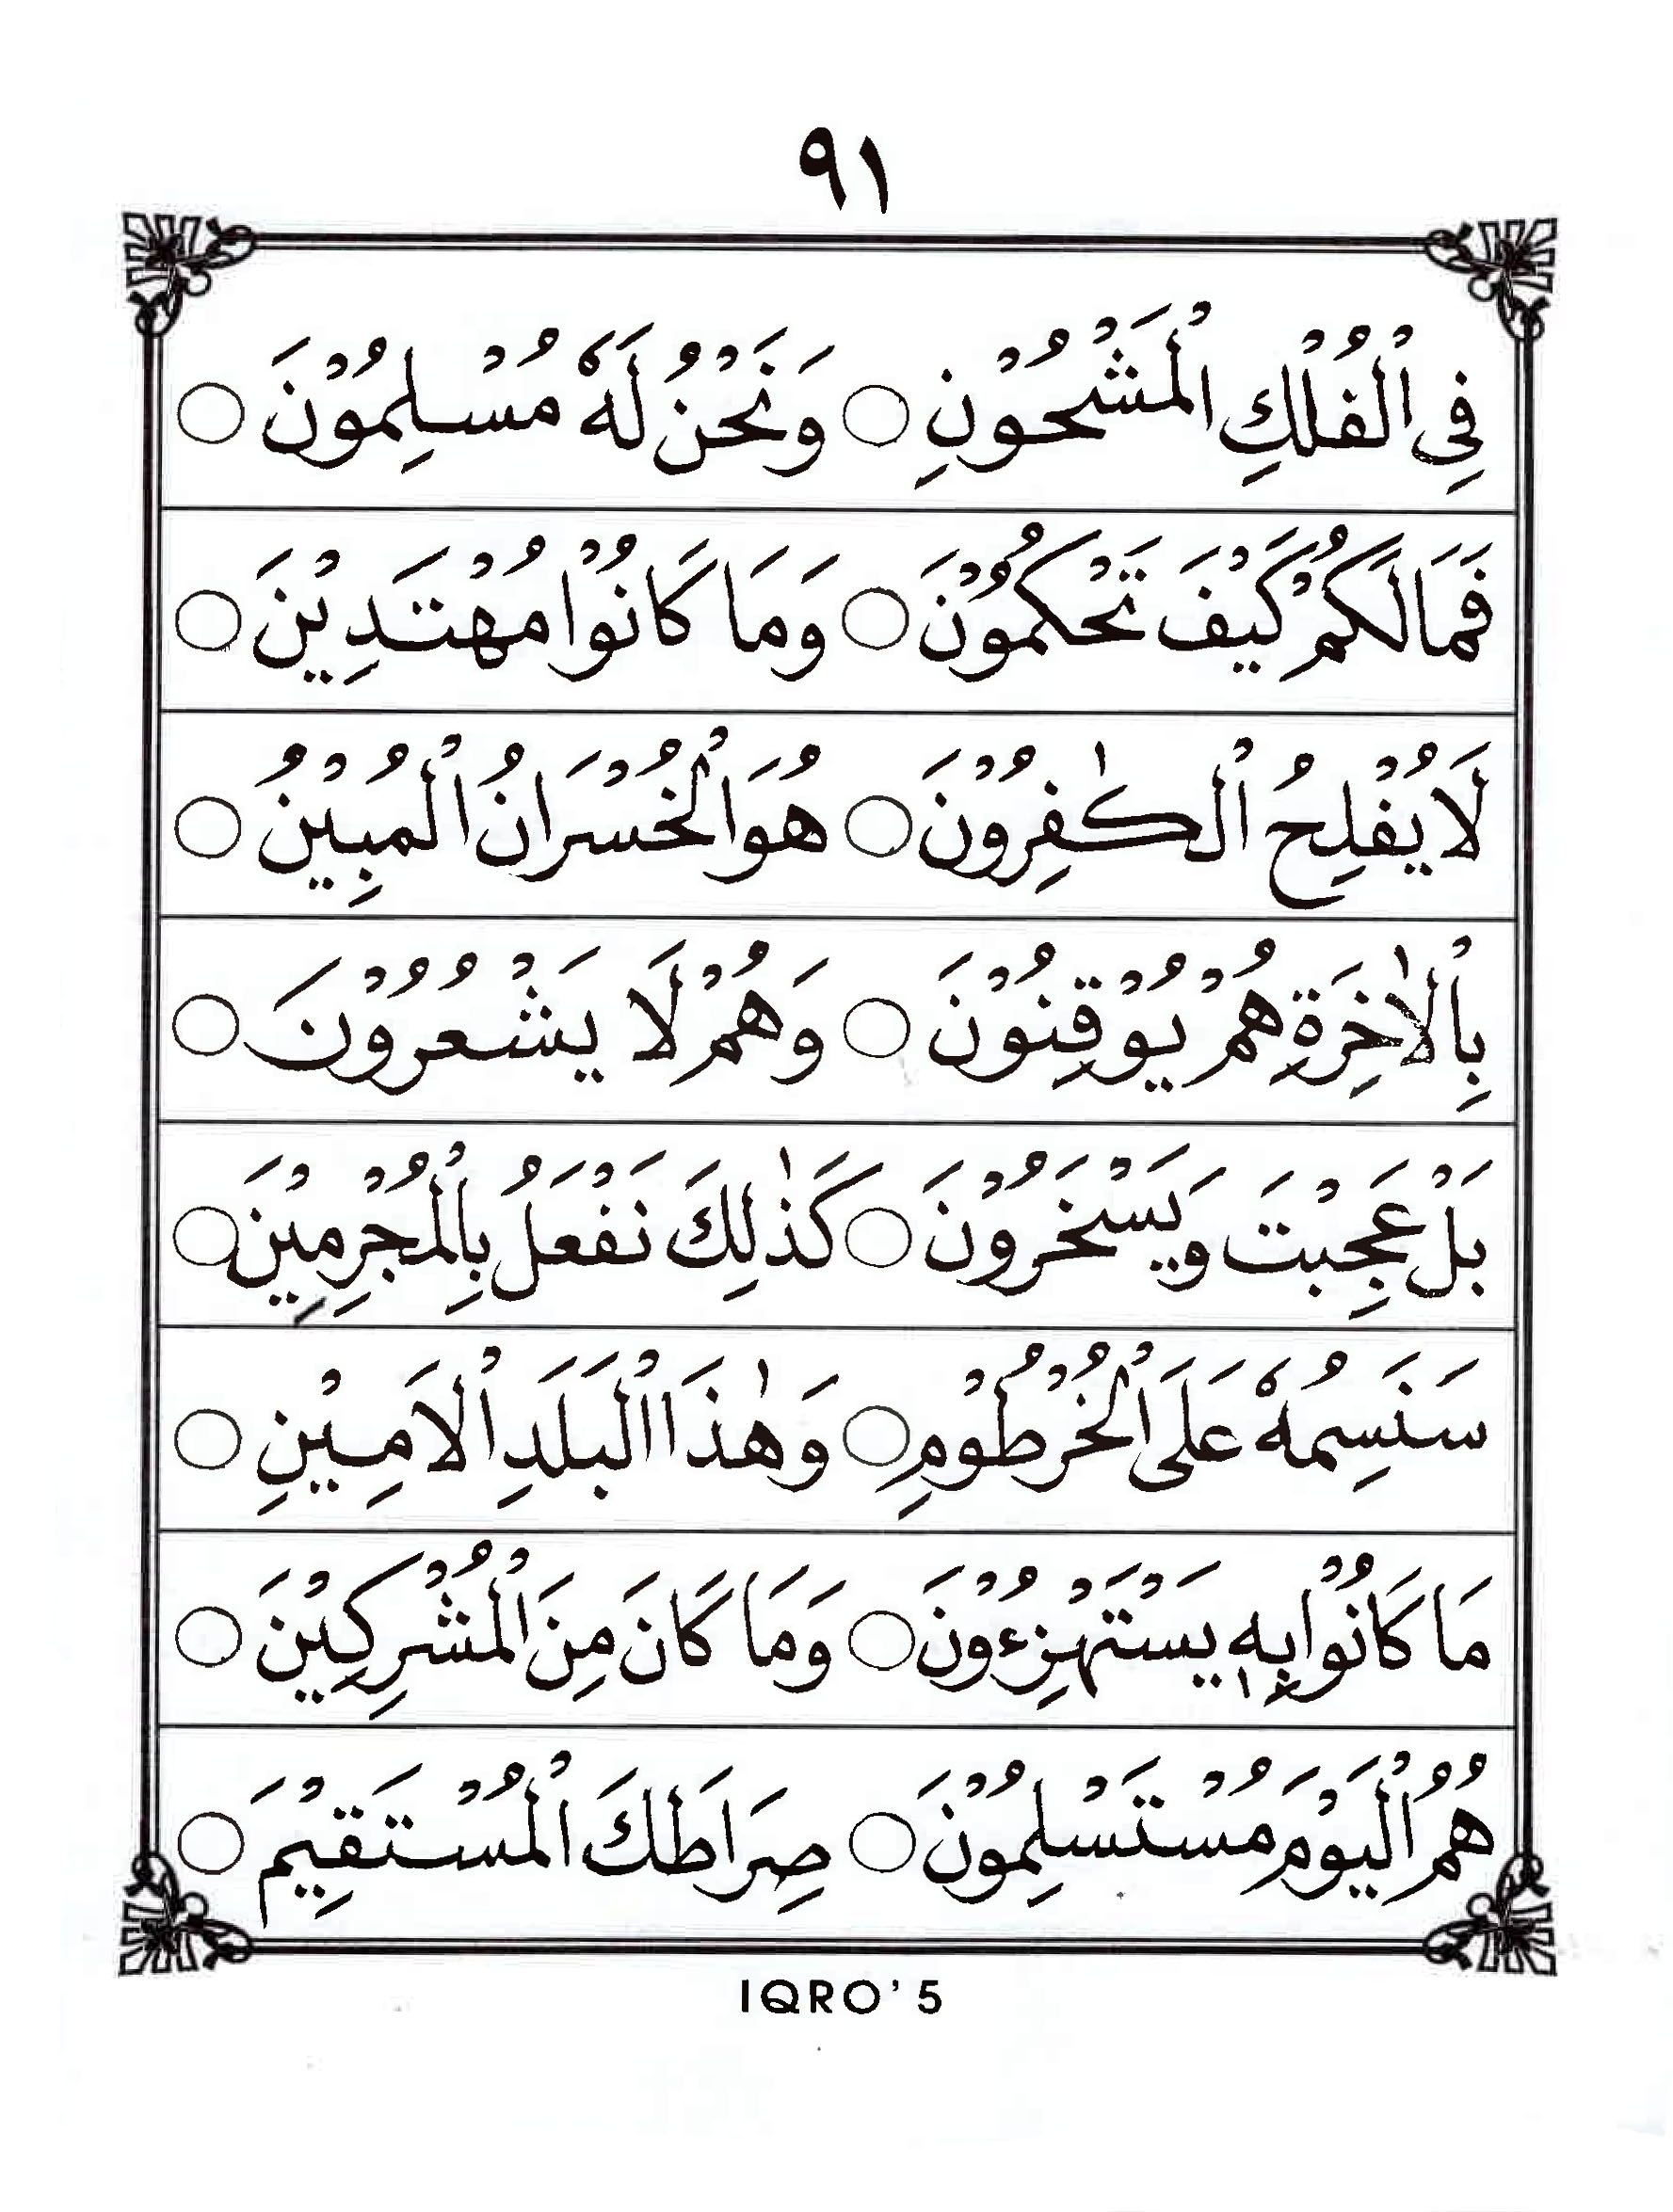 ٩١
فِى الْفُلْكِ الْمَشْحُوْنِ ○ وَنَحْنُ لَهٗ مُسْلِمُوْنَ ○
فَمَا لَكُمْ كَيْفَ تَحْكُمُوْنَ ○ وَمَا كَانُوْا مُهْتَدِيْنَ ○
لَا يُفْلِحُ الْكٰفِرُوْنَ ○ هُوَ الْخُسْرَانُ الْمُبِيْنُ ○
بِالْاٰخِرَةِ هُمْ يُوْقِنُوْنَ ○ وَهُمْ لَا يَشْعُرُوْنَ ○
بَلْ عَجِبْتَ وَيَسْخَرُوْنَ ○ كَذٰلِكَ نَفْعَلُ بِالْمُجْرِمِيْنَ ○
سَنَسِمُهٗ عَلَى الْخُرْطُوْمِ ○ وَهٰذَا الْبَلَدِ الْاَمِيْنِ ○
مَا كَانُوْا بِهٖ يَسْتَهْزِءُوْنَ ○ وَمَا كَانَ مِنَ الْمُشْرِكِيْنَ ○
هُمُ الْيَوْمَ مُسْتَسْلِمُوْنَ ○ صِرَاطَكَ الْمُسْتَقِيْمَ ○
IQRO' 5